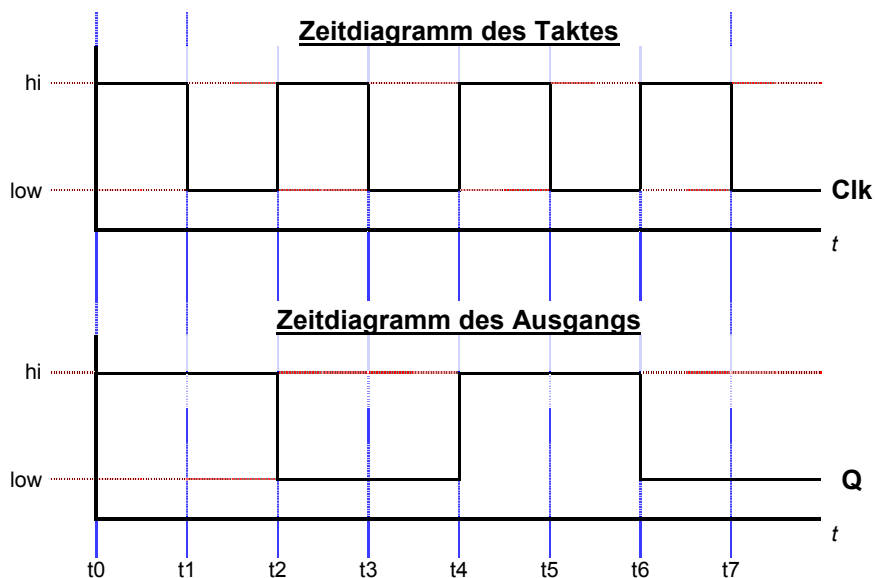 Zeitdiagramm des Taktes
hi
low
Clk
t
Zeitdiagramm des Ausgangs
hi
low
Q
t
t0 t1 t2 t3 t4 t5 t6 t7